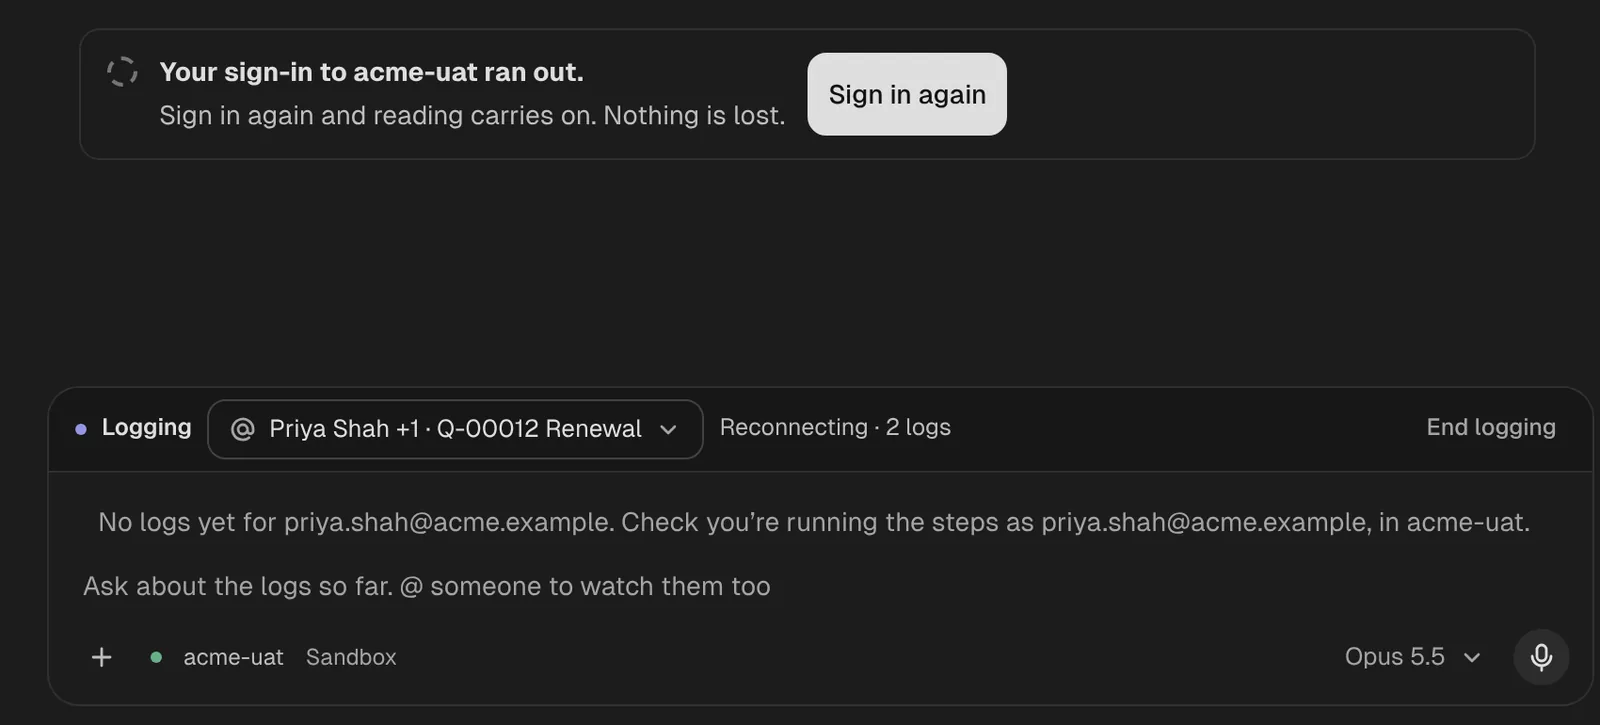 Your sign-in to acme-uat ran out.
Sign in again and reading carries on. Nothing is lost.
Sign in again
Logging
@ Priya Shah +1 · Q-00012 Renewal
Reconnecting · 2 logs
End logging
No logs yet for priya.shah@acme.example. Check you’re running the steps as priya.shah@acme.example, in acme-uat.
Ask about the logs so far. @ someone to watch them too
acme-uat
Sandbox
Opus 5.5